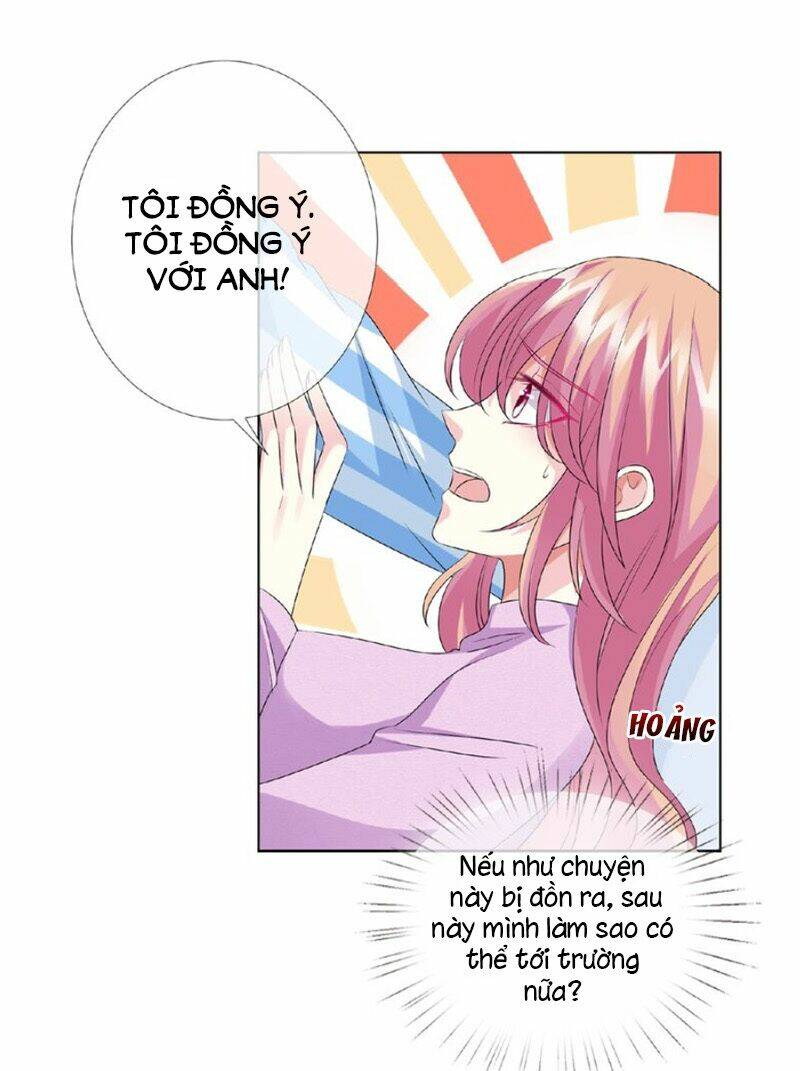 TÔI ĐỒNG Ý.
TÔI ĐỒNG Ý
VỚI ANH!
HOẢNG
Nếu như chuyện
này bị đồn ra, sau
này mình làm sao có
thể tới trường
nữa?